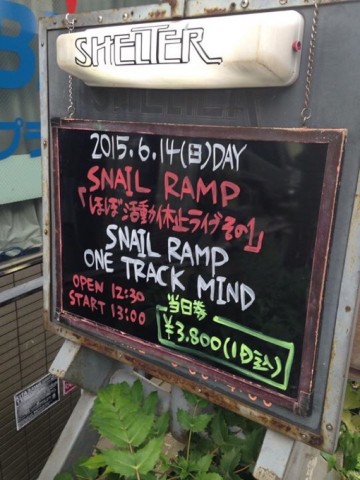 SHELTER
2015.6.14(日)DAY
SNAIL RAMP
「ほぼ活動休止ライブその1」
SNAIL RAMP
ONE TRACK MIND
OPEN 12:30
START 13:00
当日券
¥3.800(1D込)